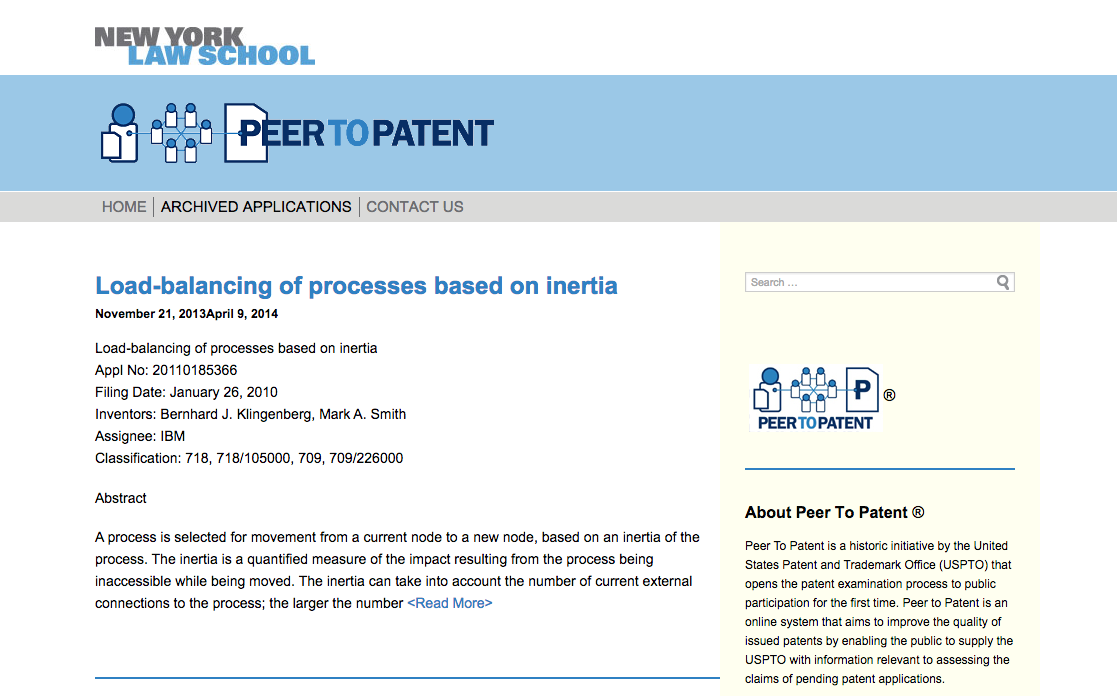 NEW YORK
LAW SCHOOL
PEER TO PATENT
HOME
ARCHIVED APPLICATIONS
CONTACT US
Load-balancing of processes based on inertia
November 21, 2013April 9, 2014
Load-balancing of processes based on inertia
Appl No: 20110185366
Filing Date: January 26, 2010
Inventors: Bernhard J. Klingenberg, Mark A. Smith
Assignee: IBM
Classification: 718, 718/105000, 709, 709/226000
Abstract
A process is selected for movement from a current node to a new node, based on an inertia of the
process. The inertia is a quantified measure of the impact resulting from the process being
inaccessible while being moved. The inertia can take into account the number of current external
connections to the process; the larger the number <Read More>
Search ...
P
®
PEERTOPATENT
About Peer To Patent ®
Peer To Patent is a historic initiative by the United
States Patent and Trademark Office (USPTO) that
opens the patent examination process to public
participation for the first time. Peer to Patent is an
online system that aims to improve the quality of
issued patents by enabling the public to supply the
USPTO with information relevant to assessing the
claims of pending patent applications.